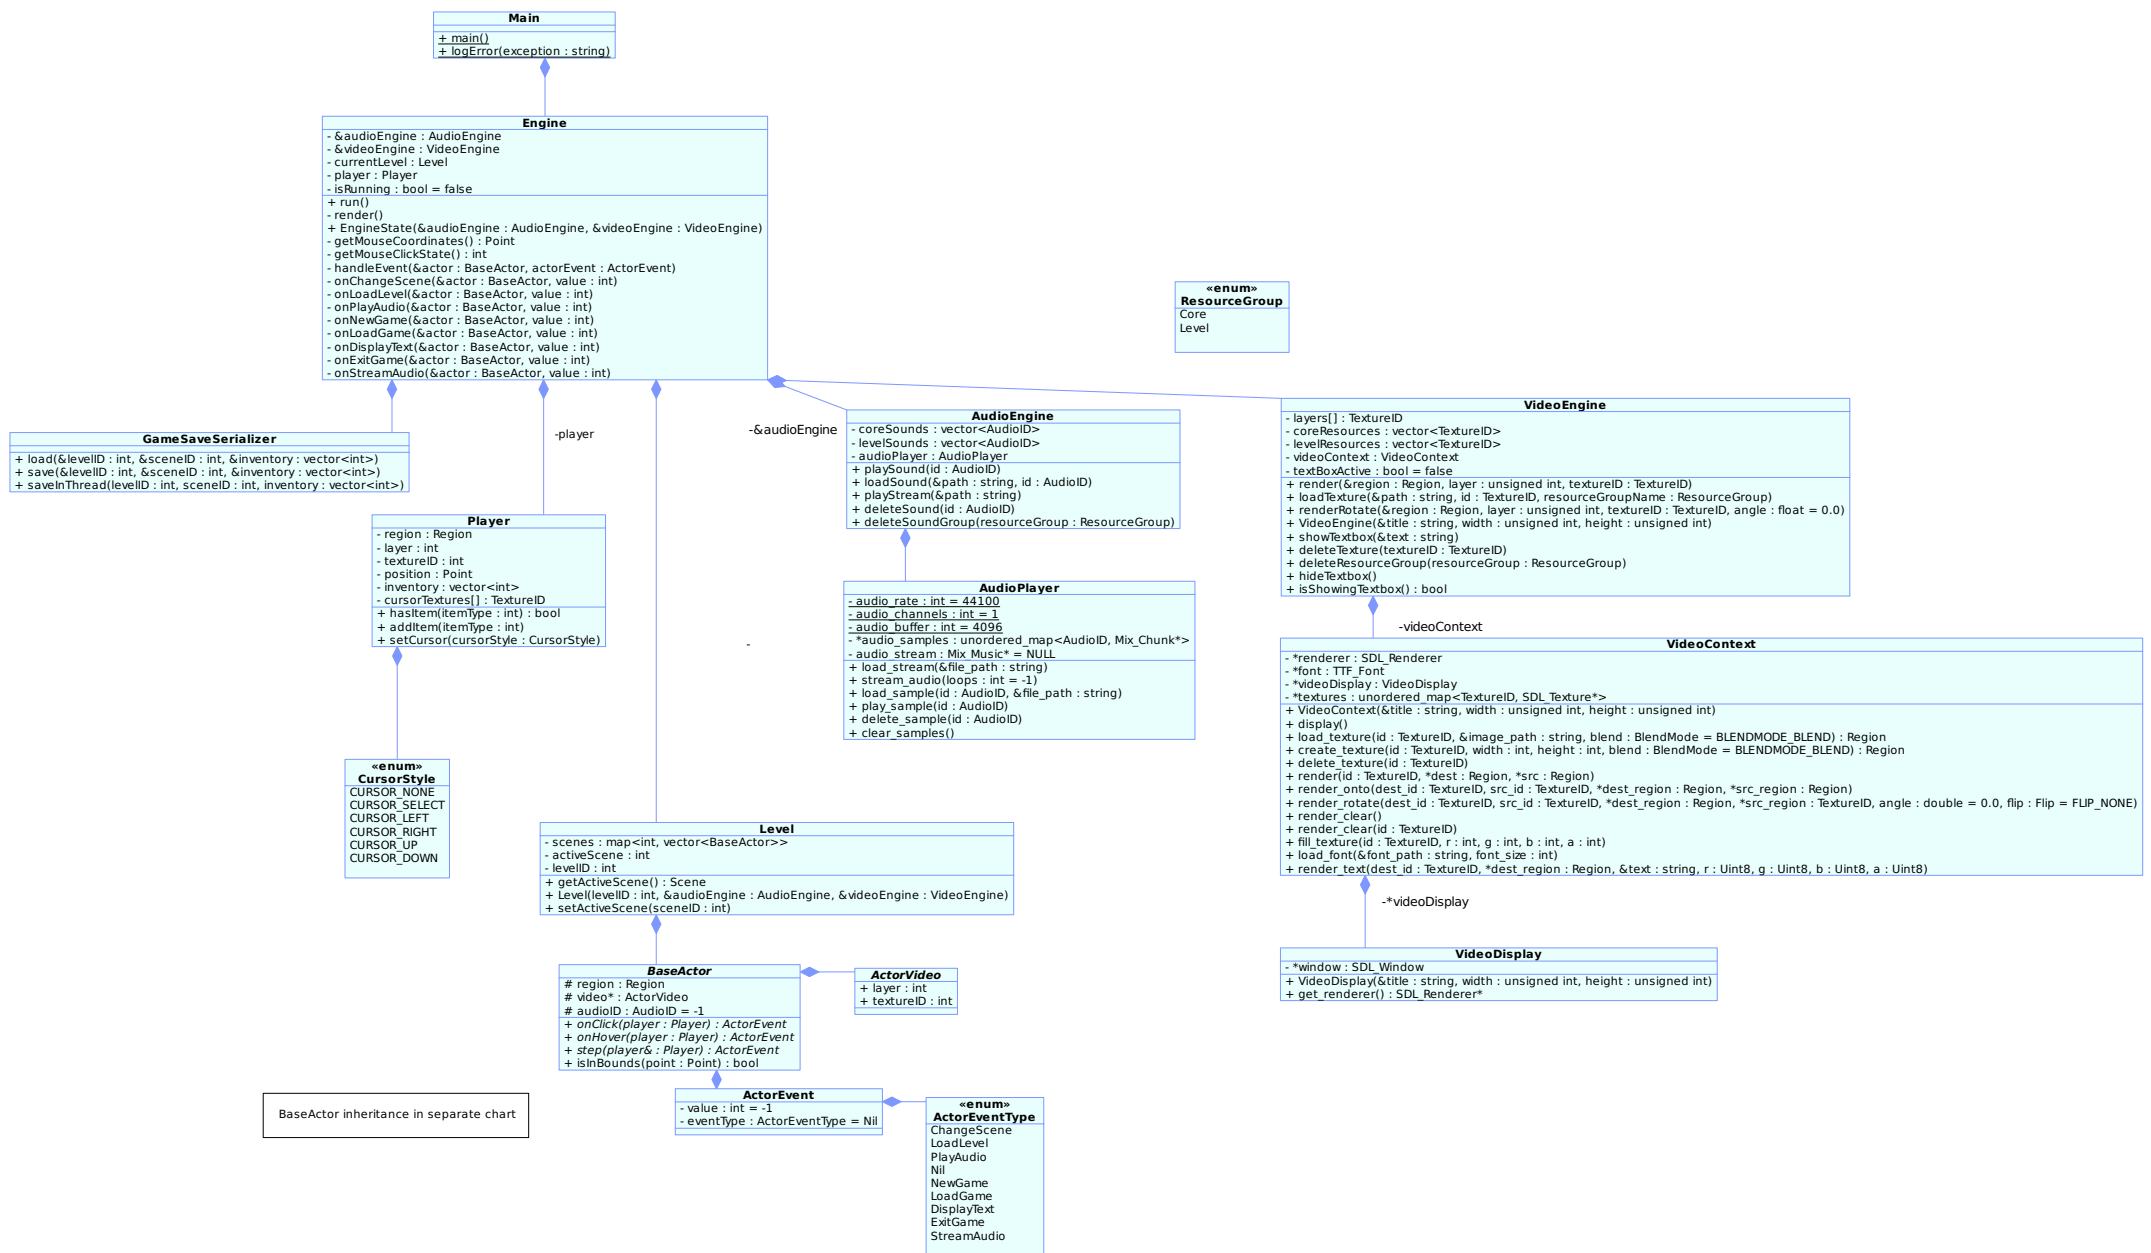 Main
+ main()
+ logError(exception : string)
Engine
- &audioEngine : AudioEngine
- &videoEngine : VideoEngine
- currentLevel : Level
- player : Player
- isRunning : bool = false
+ run()
- render()
+ EngineState(&audioEngine : AudioEngine, &videoEngine : VideoEngine)
- getMouseCoordinates() : Point
- getMouseClickState() : int
- handleEvent(&actor : BaseActor, actorEvent : ActorEvent)
- onChangeScene(&actor : BaseActor, value : int)
- onLoadLevel(&actor : BaseActor, value : int)
- onPlayAudio(&actor : BaseActor, value : int)
- onNewGame(&actor : BaseActor, value : int)
- onLoadGame(&actor : BaseActor, value : int)
- onDisplayText(&actor : BaseActor, value : int)
- onExitGame(&actor : BaseActor, value : int)
- onStreamAudio(&actor : BaseActor, value : int)
«enum»
ResourceGroup
Core
Level
GameSaveSerializer
+ load(&levelID : int, &sceneID : int, &inventory : vector<int>)
+ save(&levelID : int, &sceneID : int, &inventory : vector<int>)
+ saveInThread(levelID : int, sceneID : int, inventory : vector<int>)
-player
Player
- region : Region
- layer : int
- textureID : int
- position : Point
- inventory : vector<int>
- cursorTextures[] : TextureID
+ hasItem(itemType : int) : bool
+ addItem(itemType : int)
+ setCursor(cursorStyle : CursorStyle)
«enum»
CursorStyle
CURSOR_NONE
CURSOR_SELECT
CURSOR_LEFT
CURSOR_RIGHT
CURSOR_UP
CURSOR_DOWN
-&audioEngine
AudioEngine
- coreSounds : vector<AudioID>
- levelSounds : vector<AudioID>
- audioPlayer : AudioPlayer
+ playSound(id : AudioID)
+ loadSound(&path : string, id : AudioID)
+ playStream(&path : string)
+ deleteSound(id : AudioID)
+ deleteSoundGroup(resourceGroup : ResourceGroup)
-
AudioPlayer
- audio_rate : int = 44100
- audio_channels : int = 1
- audio_buffer : int = 4096
- *audio_samples : unordered_map<AudioID, Mix_Chunk*>
- audio_stream : Mix_Music* = NULL
+ load_stream(&file_path : string)
+ stream_audio(loops : int = -1)
+ load_sample(id : AudioID, &file_path : string)
+ play_sample(id : AudioID)
+ delete_sample(id : AudioID)
+ clear_samples()
VideoEngine
- layers[] : TextureID
- coreResources : vector<TextureID>
- levelResources : vector<TextureID>
- videoContext : VideoContext
- textBoxActive : bool = false
+ render(&region : Region, layer : unsigned int, textureID : TextureID)
+ loadTexture(&path : string, id : TextureID, resourceGroupName : ResourceGroup)
+ renderRotate(&region : Region, layer : unsigned int, textureID : TextureID, angle : float = 0.0)
+ VideoEngine(&title : string, width : unsigned int, height : unsigned int)
+ showTextbox(&text : string)
+ deleteTexture(textureID : TextureID)
+ deleteResourceGroup(resourceGroup : ResourceGroup)
+ hideTextbox()
+ isShowingTextbox() : bool
-videoContext
VideoContext
- *renderer : SDL_Renderer
- *font : TTF_Font
- *videoDisplay : VideoDisplay
- *textures : unordered_map<TextureID, SDL_Texture*>
+ VideoContext(&title : string, width : unsigned int, height : unsigned int)
+ display()
+ load_texture(id : TextureID, &image_path : string, blend : BlendMode = BLENDMODE_BLEND) : Region
+ create_texture(id : TextureID, width : int, height : int, blend : BlendMode = BLENDMODE_BLEND) : Region
+ delete_texture(id : TextureID)
+ render(id : TextureID, *dest : Region, *src : Region)
+ render_onto(dest_id : TextureID, src_id : TextureID, *dest_region : Region, *src_region : Region)
+ render_rotate(dest_id : TextureID, src_id : TextureID, *dest_region : Region, *src_region : TextureID, angle : double = 0.0, flip : Flip = FLIP_NONE)
+ render_clear()
+ render_clear(id : TextureID)
+ fill_texture(id : TextureID, r : int, g : int, b : int, a : int)
+ load_font(&font_path : string, font_size : int)
+ render_text(dest_id : TextureID, *dest_region : Region, &text : string, r : Uint8, g : Uint8, b : Uint8, a : Uint8)
-*videoDisplay
VideoDisplay
- *window : SDL_Window
+ VideoDisplay(&title : string, width : unsigned int, height : unsigned int)
+ get_renderer() : SDL_Renderer*
Level
- scenes : map<int, vector<BaseActor>>
- activeScene : int
- levelID : int
+ getActiveScene() : Scene
+ Level(levelID : int, &audioEngine : AudioEngine, &videoEngine : VideoEngine)
+ setActiveScene(sceneID : int)
BaseActor
# region : Region
# video* : ActorVideo
# audioID : AudioID = -1
+ onClick(player : Player) : ActorEvent
+ onHover(player : Player) : ActorEvent
+ step(player& : Player) : ActorEvent
+ isInBounds(point : Point) : bool
ActorVideo
+ layer : int
+ textureID : int
ActorEvent
- value : int = -1
- eventType : ActorEventType = Nil
«enum»
ActorEventType
ChangeScene
LoadLevel
PlayAudio
Nil
NewGame
LoadGame
DisplayText
ExitGame
StreamAudio
BaseActor inheritance in separate chart